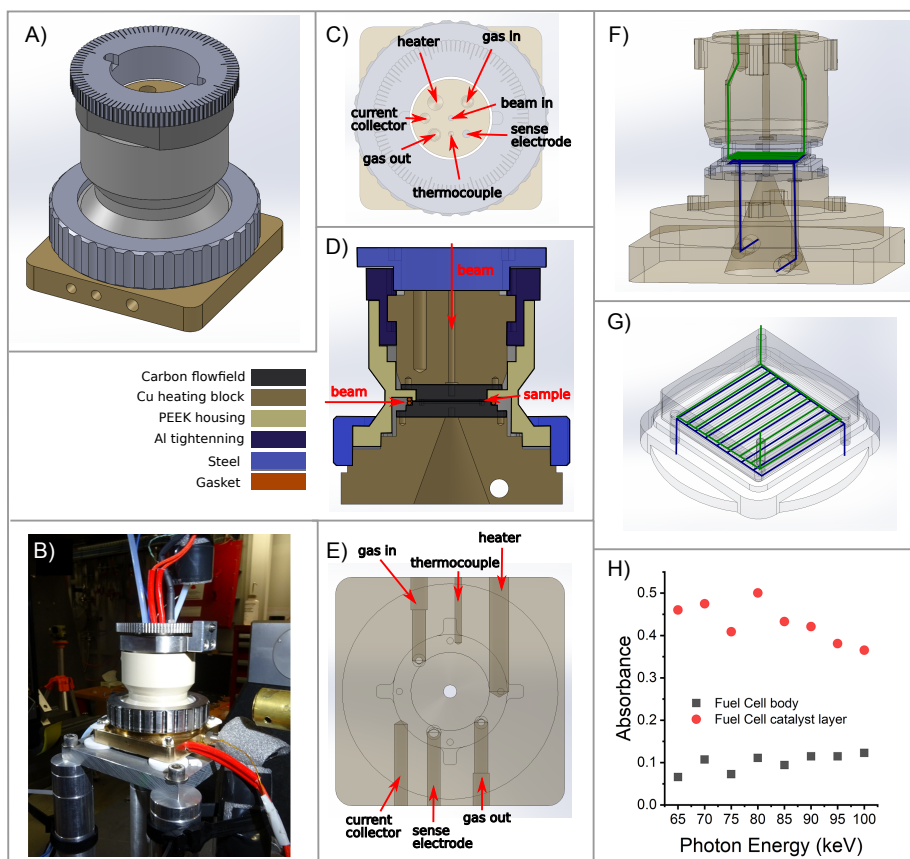 A)
C)
heater
gas in
beam in
current
collector
gas out
sense
electrode
thermocouple
F)
D)
beam
beam
sample
Carbon flowfield
Cu heating block
PEEK housing
Al tightenning
Steel
Gasket
G)
B)
E)
gas in
thermocouple
heater
current
collector
sense
electrode
gas out
H)
Absorbance
0.5
0.4
0.3
0.2
0.1
0.0
Fuel Cell body
Fuel Cell catalyst layer
65 70 75 80 85 90 95 100
Photon Energy (keV)